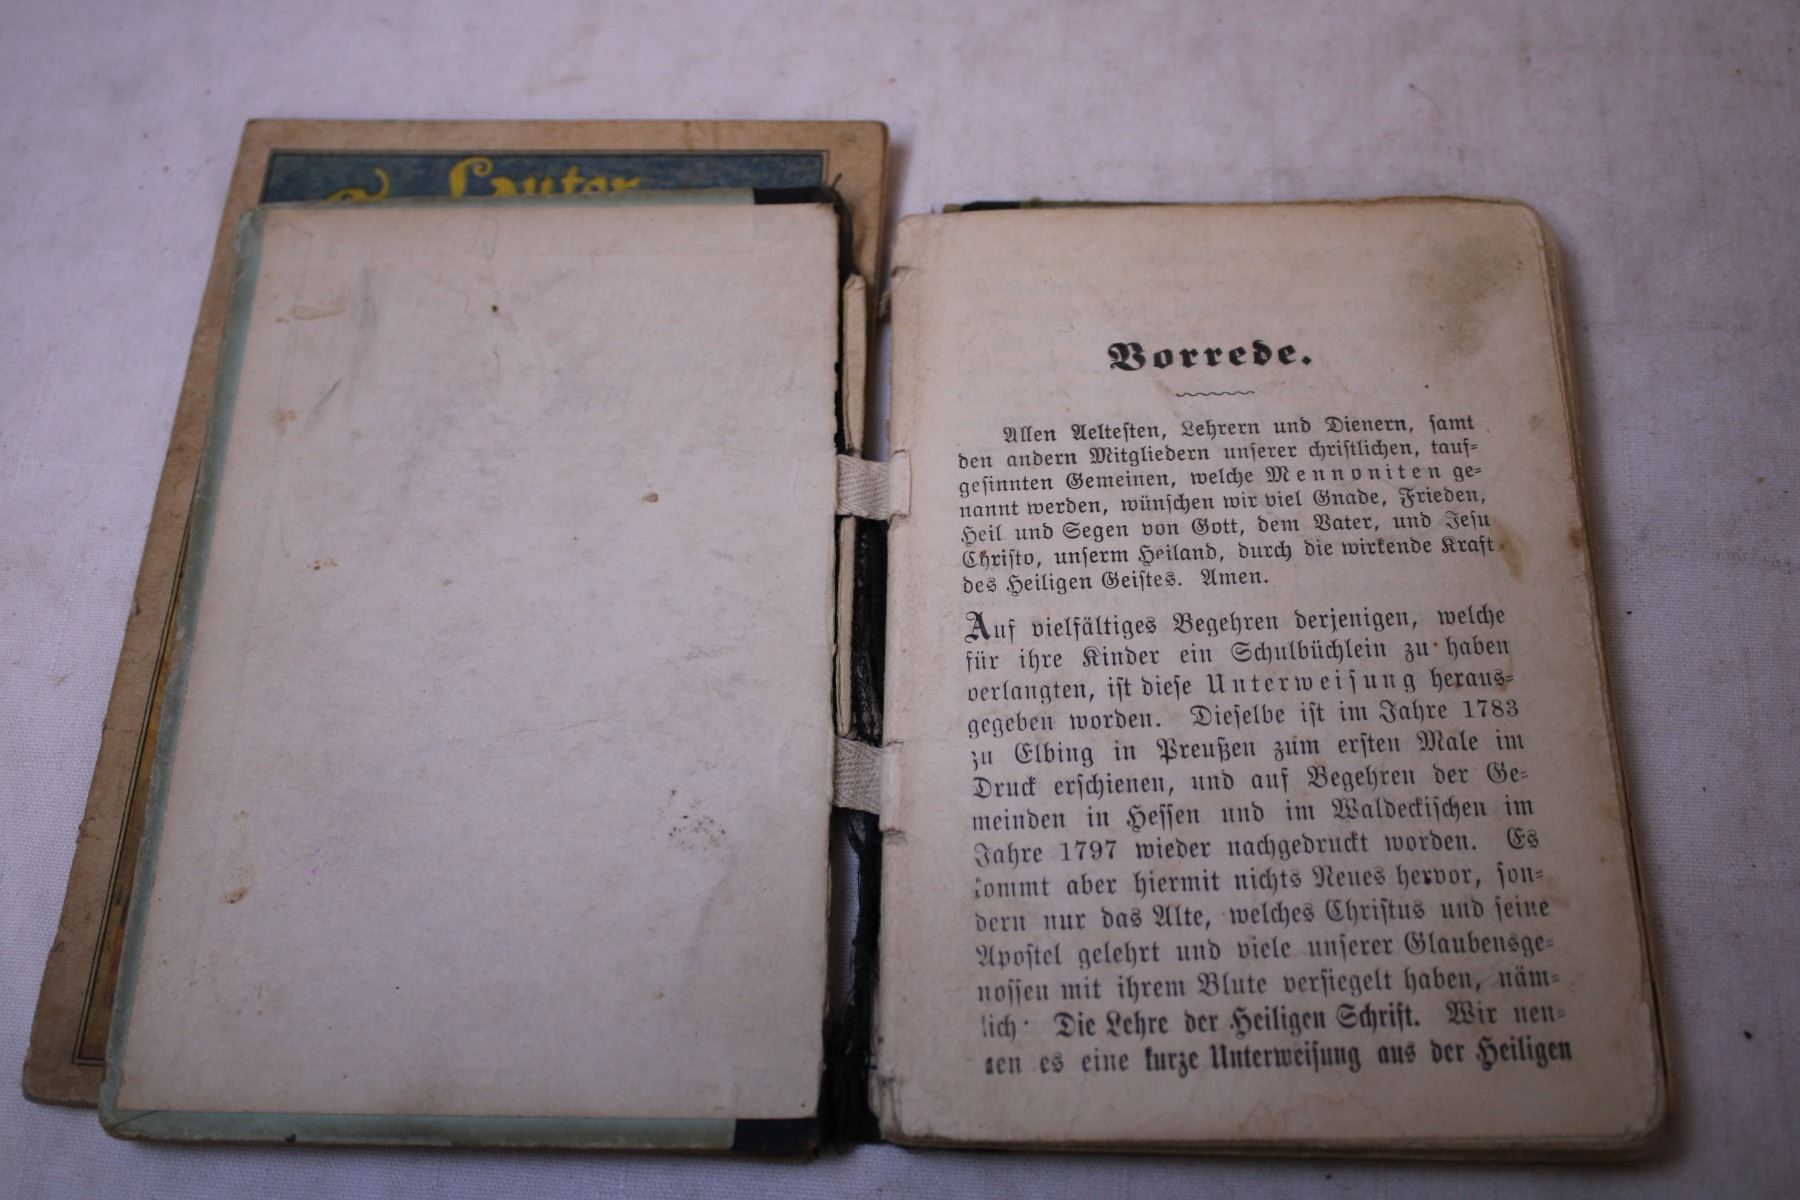 Lauter
Vorrede.
Allen Aeltesten, Lehrern und Dienern, samt
den andern Mitgliedern unserer christlichen, tauf-
gesinnten Gemeinen, welche Mennoniten ge-
nannt werden, wünschen wir viel Gnade, Frieden,
Heil und Segen von Gott, dem Vater, und Jesu
Christo, unserm Heiland, durch die wirkende Kraft
des Heiligen Geistes. Amen.
Auf vielfältiges Begehren derjenigen, welche
für ihre Kinder ein Schulbüchlein zu haben
verlangten, ist diese Unterweisung heraus-
gegeben worden. Dieselbe ist im Jahre 1783
zu Elbing in Preußen zum ersten Male im
Druck erschienen, und auf Begehren der Ge-
meinden in Hessen und im Waldeckischen im
Jahre 1797 wieder nachgedruckt worden. Es
kommt aber hiermit nichts Neues hervor, son-
dern nur das Alte, welches Christus und seine
Apostel gelehrt und viele unserer Glaubensge-
nossen mit ihrem Blute versiegelt haben, näm-
lich: Die Lehre der Heiligen Schrift. Wir nen-
nen es eine kurze Unterweisung aus der Heiligen